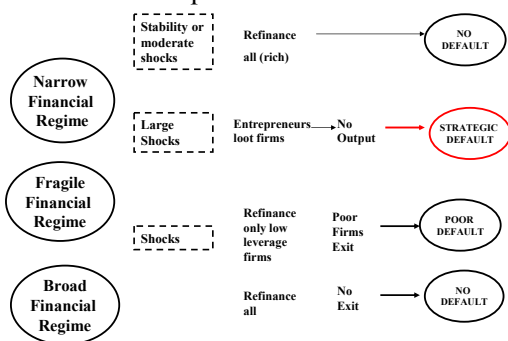 Stability or
moderate
shocks
Refinance
all (rich)
NO
DEFAULT
Narrow
Financial
Regime
Large
Shocks
Entrepreneurs
loot firms
No
Output
STRATEGIC
DEFAULT
Fragile
Financial
Regime
Shocks
Refinance
only low
leverage
firms
Poor
Firms
Exit
POOR
DEFAULT
Broad
Financial
Regime
Refinance
all
No
Exit
NO
DEFAULT